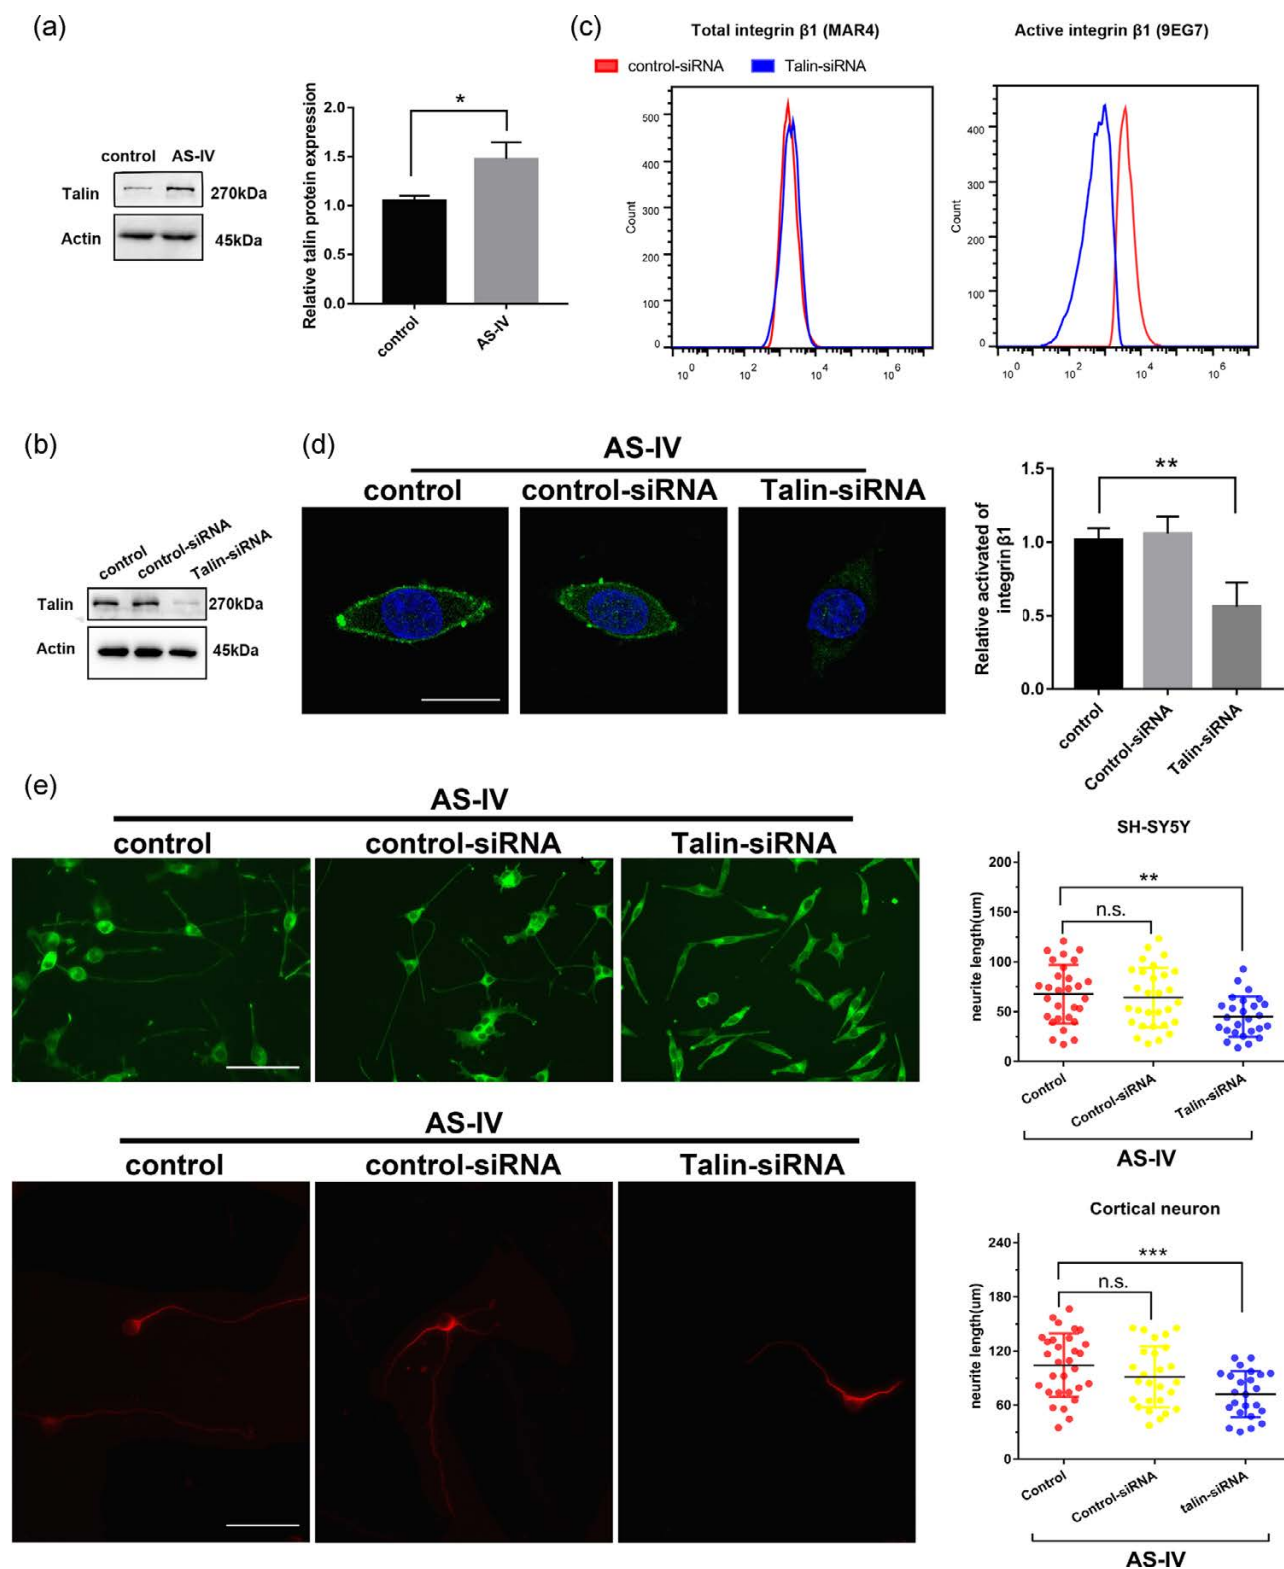 (a)
control AS-IV
Talin 270kDa
Actin 45kDa
Relative talin protein expression
2.0
1.5
1.0
0.5
0.0
*
control
AS-IV
(c)
Total integrin β1 (MAR4)
Active integrin β1 (9EG7)
control-siRNA Talin-siRNA
Count
500
400
300
200
100
0
10^0 10^2 10^4 10^6
Count
400
300
200
100
0
10^0 10^2 10^4 10^6
(b)
control
control-siRNA
Talin-siRNA
Talin 270kDa
Actin 45kDa
(d)
AS-IV
control control-siRNA Talin-siRNA
Relative activated of
integrin β1
1.5
1.0
0.5
0.0
**
control
Control-siRNA
Talin-siRNA
(e)
AS-IV
control control-siRNA Talin-siRNA
SH-SY5Y
neurite length(um)
200
150
100
50
0
**
n.s.
Control
Control-siRNA
Talin-siRNA
AS-IV
AS-IV
control control-siRNA Talin-siRNA
Cortical neuron
neurite length(um)
240
180
120
60
0
***
n.s.
Control
Control-siRNA
talin-siRNA
AS-IV